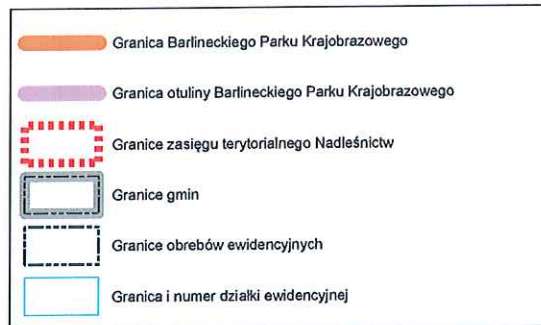 Granica Barlineckiego Parku Krajobrazowego
Granica otuliny Barlineckiego Parku Krajobrazowego
Granice zasięgu terytorialnego Nadleśnictw
Granice gmin
Granice obrębów ewidencyjnych
Granica i numer działki ewidencyjnej